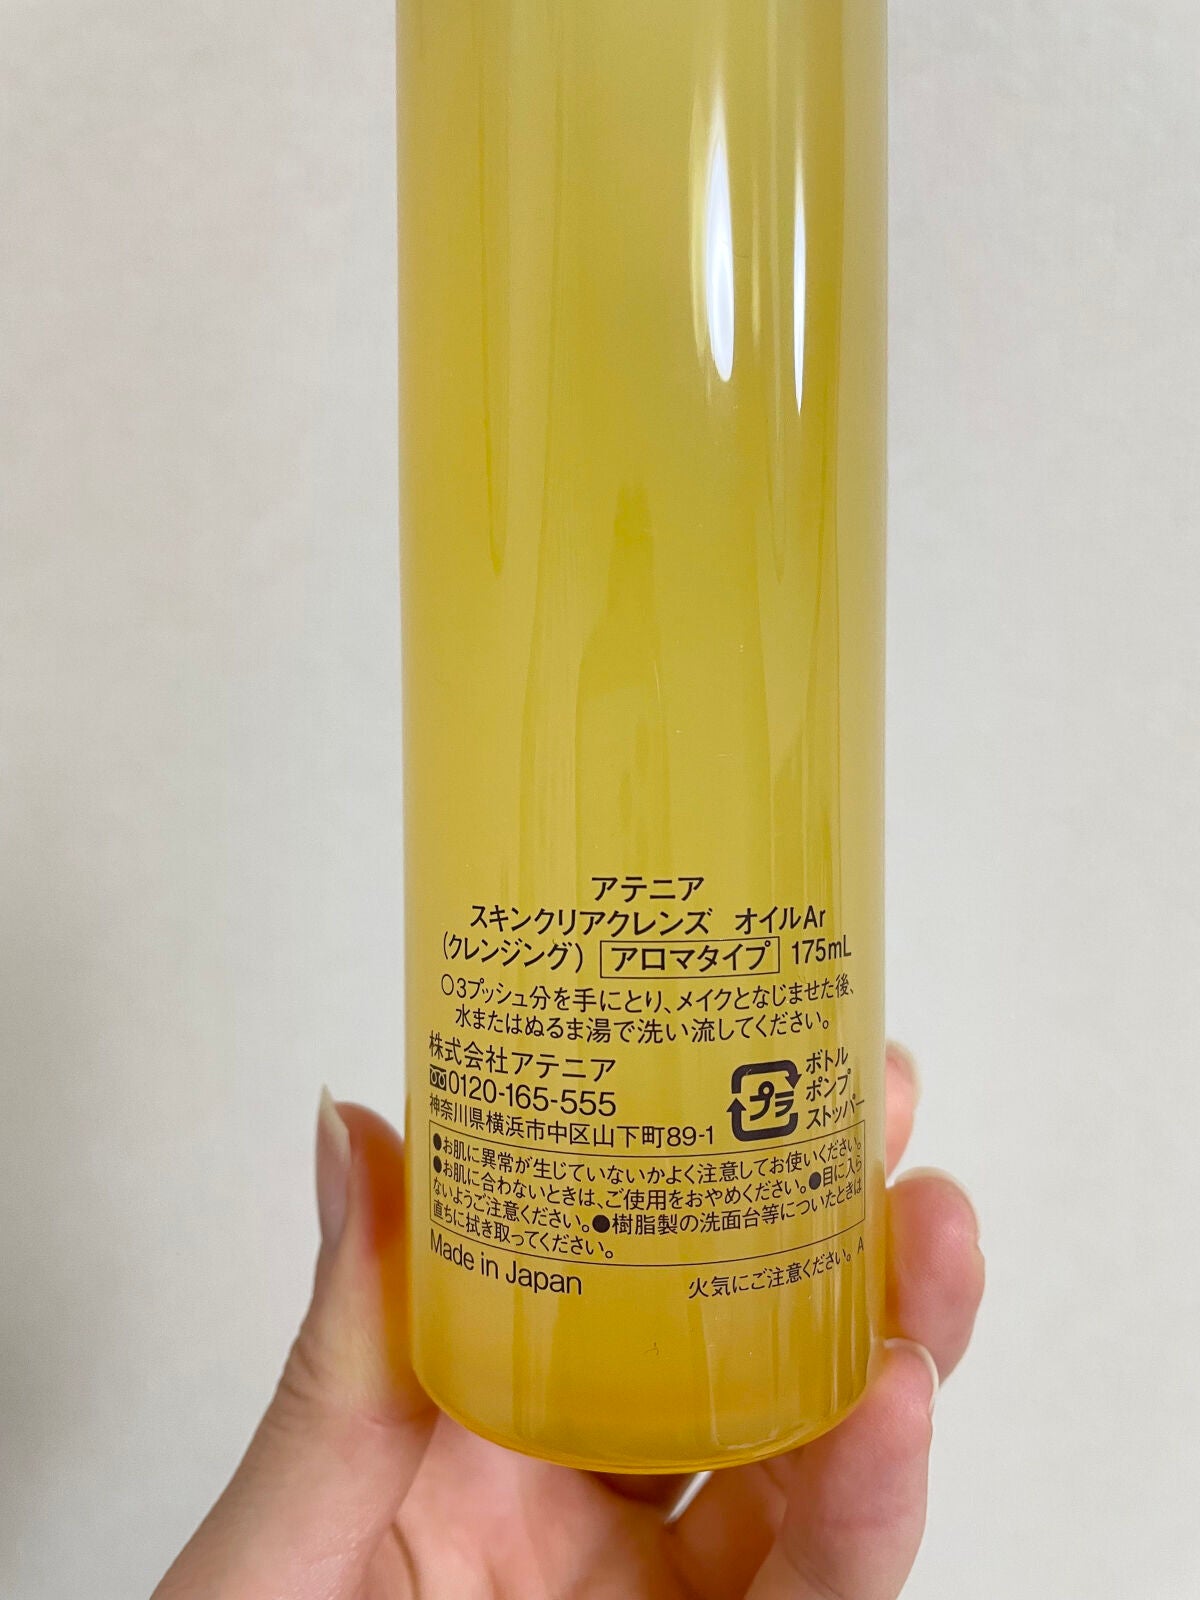 アテニア
スキンクリアクレンズ オイルAr
(クレンジング) アロマタイプ 175mL
○3プッシュ分を手にとり、メイクとなじませた後、
水またはぬるま湯で洗い流してください。
株式会社アテニア
0120-165-555
神奈川県横浜市中区山下町89-1
プラ
ボトル
ポンプ
ストッパー
●お肌に異常が生じていないかよく注意してお使いください。
●お肌に合わないときは、ご使用をおやめください。●目に入ら
ないようご注意ください。●樹脂製の洗面台等についたときは
直ちに拭き取ってください。
Made in Japan
火気にご注意ください。 A